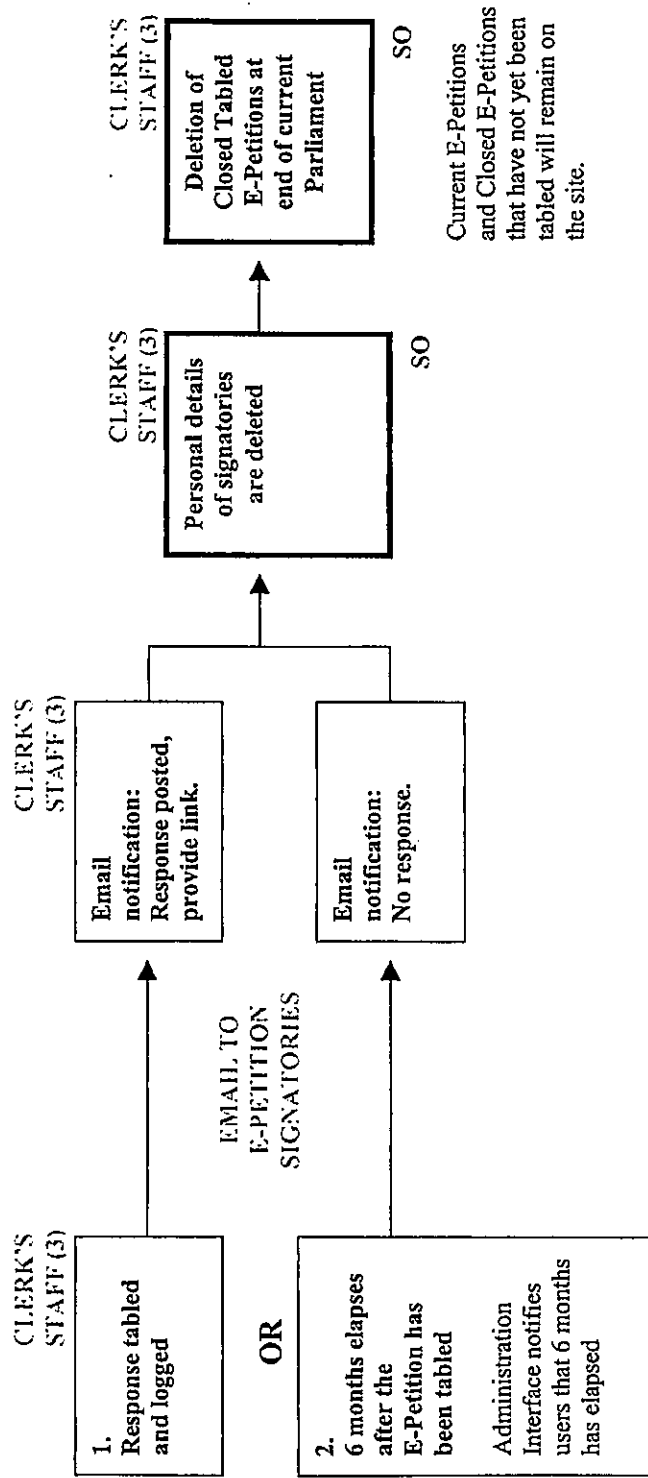 CLERK'S
STAFF (3)
1.
Response tabled
and logged
OR
2.
6 months elapses
after the
E-Petition has
been tabled
Administration
Interface notifies
users that 6 months
has elapsed
EMAIL TO
E-PETITION
SIGNATORIES
CLERK'S
STAFF (3)
Email
notification:
Response posted,
provide link.
Email
notification:
No response.
CLERK'S
STAFF (3)
Personal details
of signatories
are deleted
SO
CLERK'S
STAFF (3)
Deletion of
Closed Tabled
E-Petitions at
end of current
Parliament
SO
Current E-Petitions
and Closed E-Petitions
that have not yet been
tabled will remain on
the site.